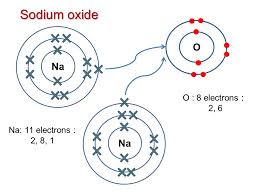 Sodium oxide
Na
O
O : 8 electrons :
2, 6
Na: 11 electrons :
2, 8, 1
Na